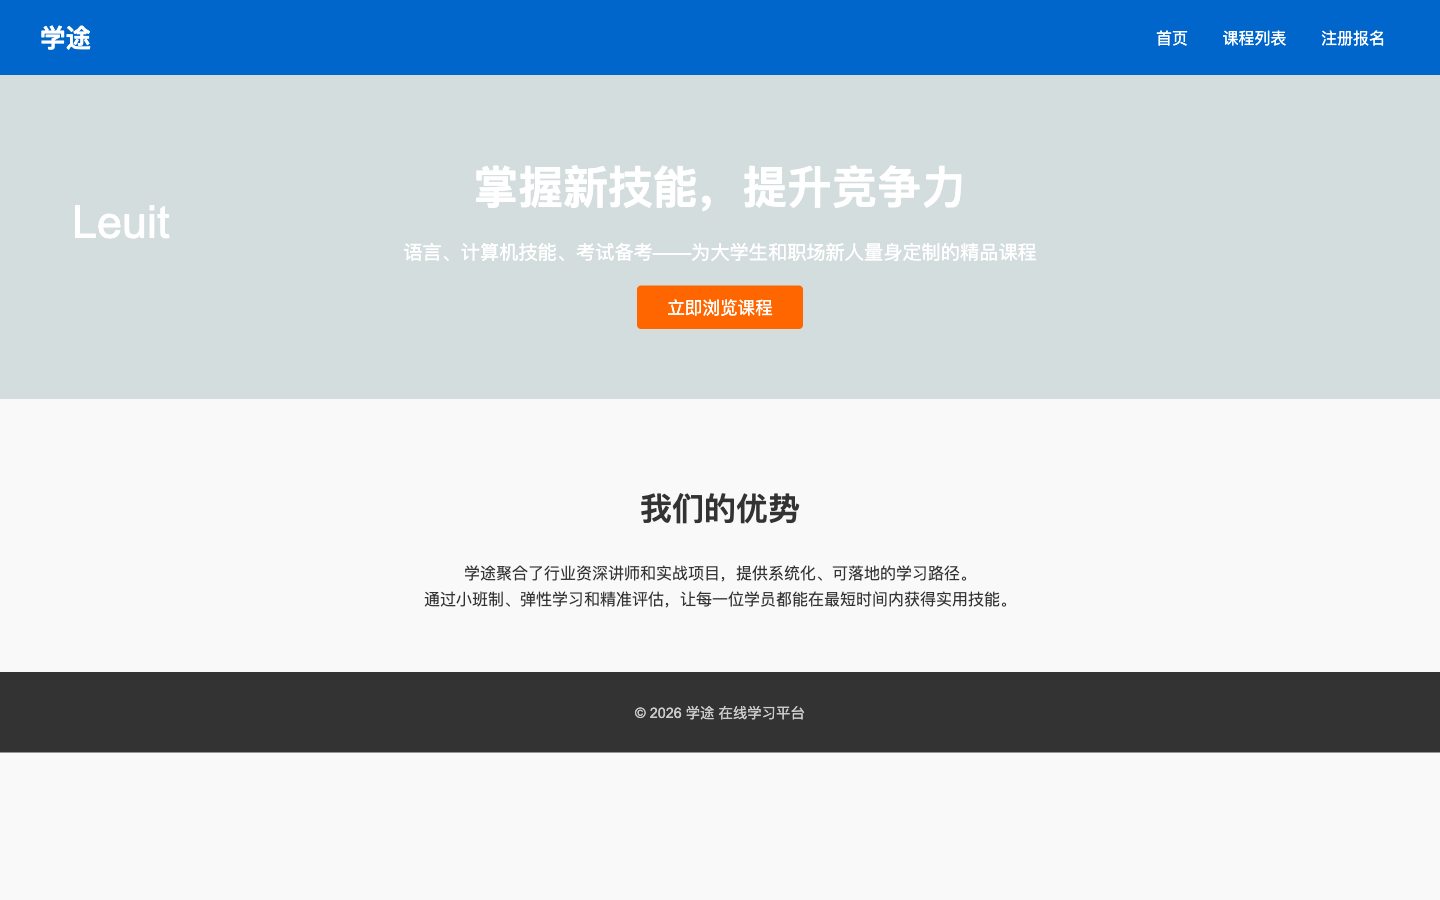 学途
首页
课程列表
注册报名
掌握新技能，提升竞争力
Leuit
语言、计算机技能、考试备考——为大学生和职场新人量身定制的精品课程
立即浏览课程
我们的优势
学途聚合了行业资深讲师和实战项目，提供系统化、可落地的学习路径。
通过小班制、弹性学习和精准评估，让每一位学员都能在最短时间内获得实用技能。
© 2026 学途 在线学习平台